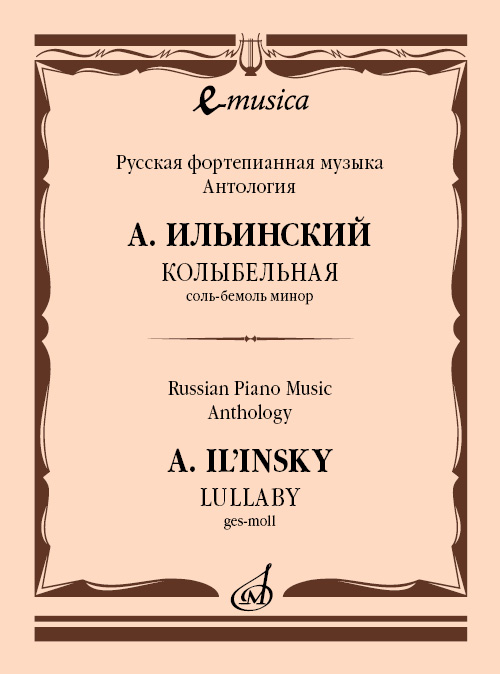 e-musica
Русская фортепианная музыка
Антология
А. ИЛЬИНСКИЙ
КОЛЫБЕЛЬНАЯ
соль-бемоль минор
Russian Piano Music
Anthology
A. IL’INSKY
LULLABY
ges-moll